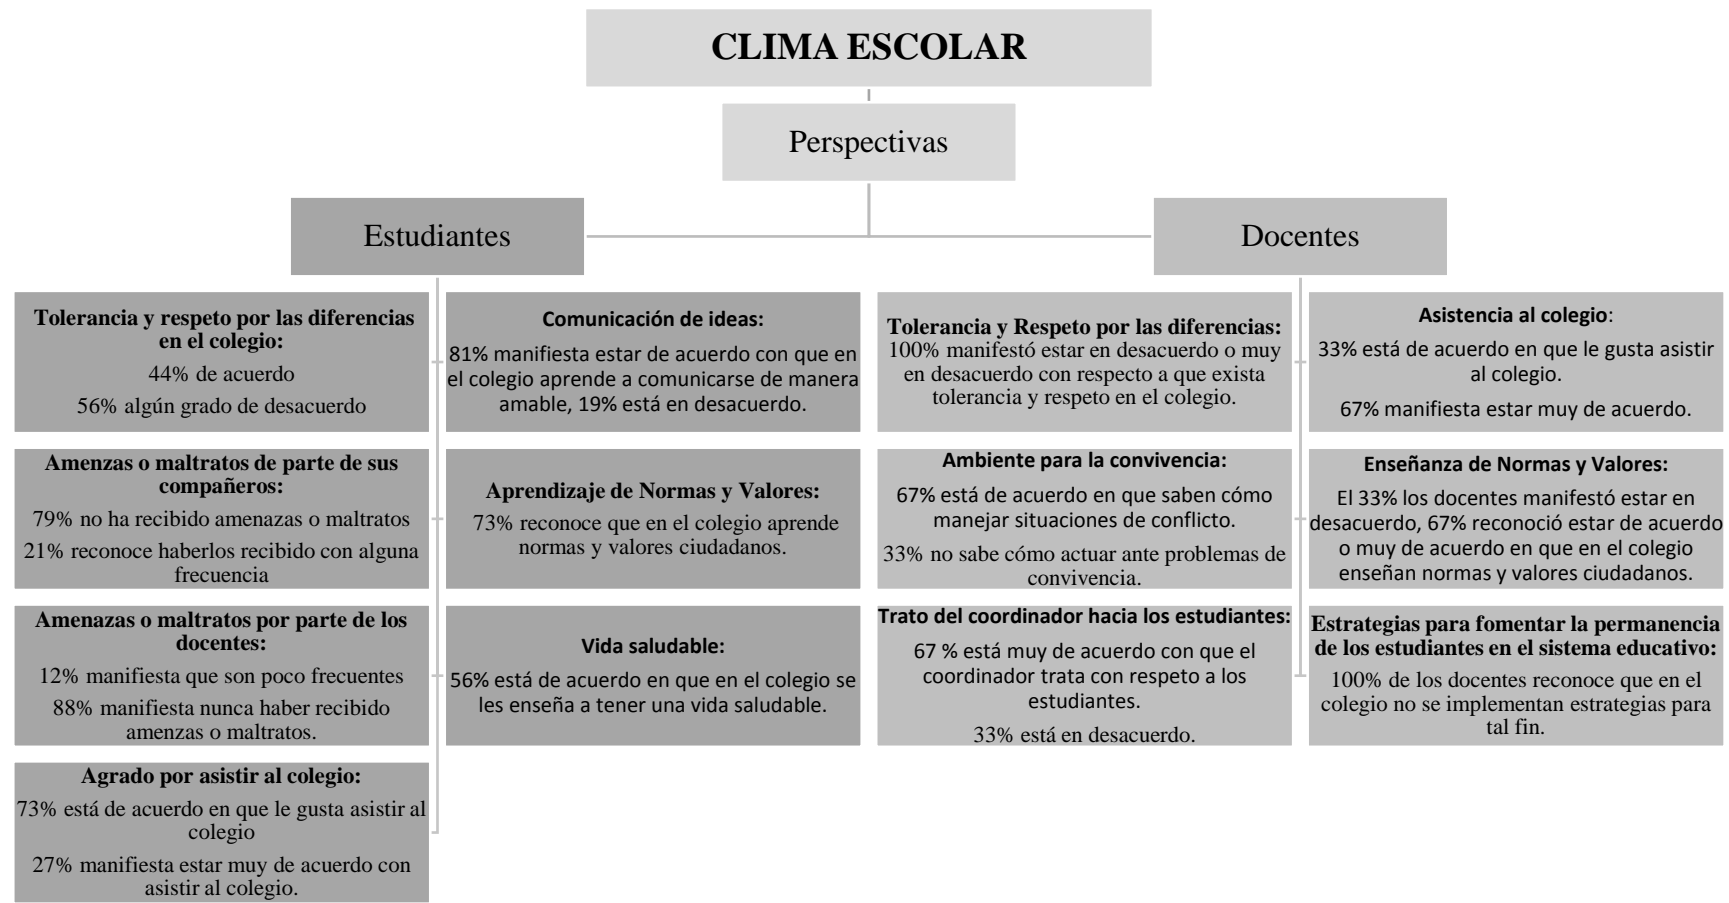 CLIMA ESCOLAR
Perspectivas
Estudiantes
Tolerancia y respeto por las diferencias
en el colegio:
44% de acuerdo
56% algún grado de desacuerdo
Comunicación de ideas:
81% manifiesta estar de acuerdo con que en
el colegio aprende a comunicarse de manera
amable, 19% está en desacuerdo.
Amenzas o maltratos de parte de sus
compañeros:
79% no ha recibido amenazas o maltratos
21% reconoce haberlos recibido con alguna
frecuencia
Aprendizaje de Normas y Valores:
73% reconoce que en el colegio aprende
normas y valores ciudadanos.
Amenazas o maltratos por parte de los
docentes:
12% manifiesta que son poco frecuentes
88% manifiesta nunca haber recibido
amenzas o maltratos.
Vida saludable:
56% está de acuerdo en que en el colegio se
les enseña a tener una vida saludable.
Agrado por asistir al colegio:
73% está de acuerdo en que le gusta asistir al
colegio
27% manifiesta estar muy de acuerdo con
asistir al colegio.
Docentes
Tolerancia y Respeto por las diferencias:
100% manifestó estar en desacuerdo o muy
en desacuerdo con respecto a que exista
tolerancia y respeto en el colegio.
Asistencia al colegio:
33% está de acuerdo en que le gusta asistir
al colegio.
67% manifiesta estar muy de acuerdo.
Ambiente para la convivencia:
67% está de acuerdo en que saben cómo
manejar situaciones de conflicto.
33% no sabe cómo actuar ante problemas de
convivencia.
Enseñanza de Normas y Valores:
El 33% los docentes manifestó estar en
desacuerdo, 67% reconoció estar de acuerdo
o muy de acuerdo en que en el colegio
enseñan normas y valores ciudadanos.
Trato del coordinador hacia los estudiantes:
67 % está muy de acuerdo con que el
coordinador trata con respeto a los
estudiantes.
33% está en desacuerdo.
Estrategias para fomentar la permanencia
de los estudiantes en el sistema educativo:
100% de los docentes reconoce que en el
colegio no se implementan estrategias para
tal fin.